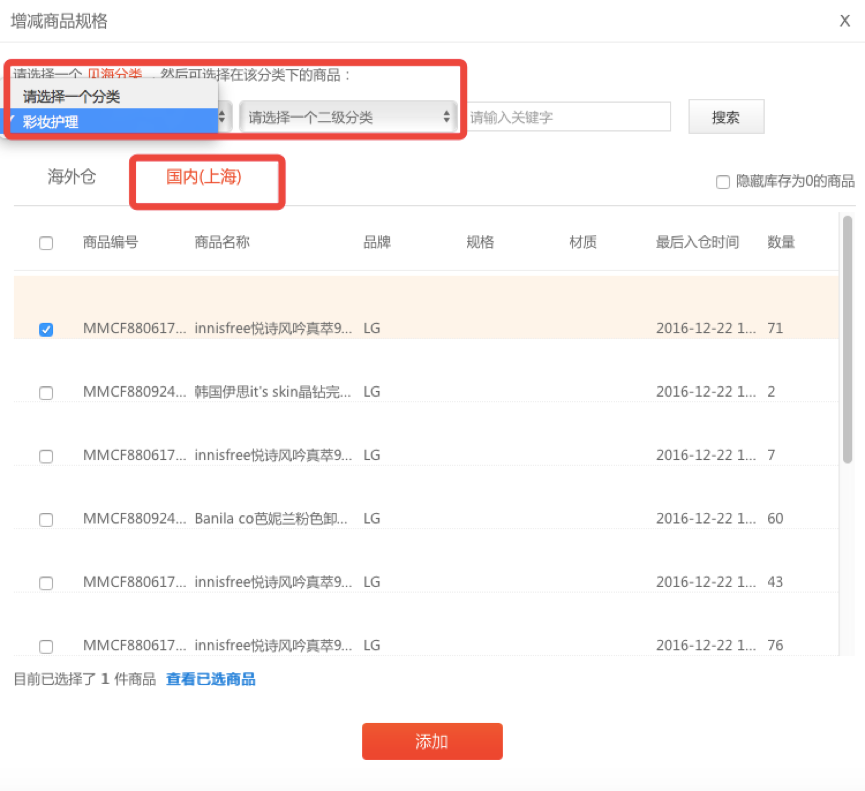 增减商品规格 X
请选择一个 贝海分类 ，然后可选择在该分类下的商品：
请选择一个分类
✓ 彩妆护理 请选择一个二级分类 请输入关键字 搜索
海外仓 国内(上海) 隐藏库存为0的商品
商品编号 商品名称 品牌 规格 材质 最后入仓时间 数量
MMCF880617... innisfree悦诗风吟真萃9... LG 2016-12-22 1... 71
MMCF880924... 韩国伊思it's skin晶钻完... LG 2016-12-22 1... 2
MMCF880617... innisfree悦诗风吟真萃9... LG 2016-12-22 1... 7
MMCF880924... Banila co芭妮兰粉色卸... LG 2016-12-22 1... 60
MMCF880617... innisfree悦诗风吟真萃9... LG 2016-12-22 1... 43
MMCF880617... innisfree悦诗风吟真萃9... LG 2016-12-22 1... 76
目前已选择了 1 件商品 查看已选商品
添加